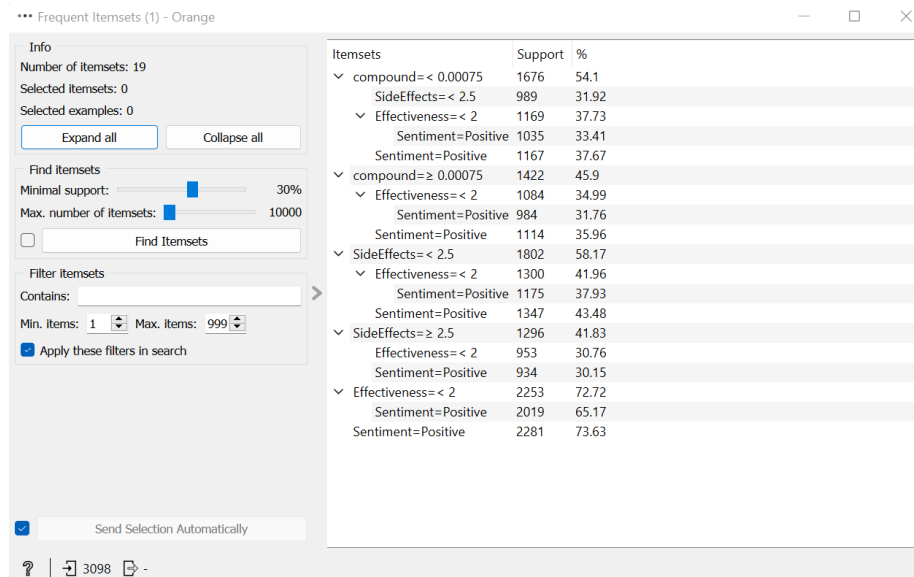 Frequent Itemsets (1) - Orange
Info
Number of itemsets: 19
Selected itemsets: 0
Selected examples: 0
Expand all
Collapse all
Find itemsets
Minimal support: 30%
Max. number of itemsets: 10000
Find Itemsets
Filter itemsets
Contains:
Min. items: 1 Max. items: 999
Apply these filters in search
Send Selection Automatically
? 3098 -
Itemsets Support %
compound=< 0.00075 1676 54.1
SideEffects=< 2.5 989 31.92
Effectiveness=< 2 1169 37.73
Sentiment=Positive 1035 33.41
Sentiment=Positive 1167 37.67
compound=≥ 0.00075 1422 45.9
Effectiveness=< 2 1084 34.99
Sentiment=Positive 984 31.76
Sentiment=Positive 1114 35.96
SideEffects=< 2.5 1802 58.17
Effectiveness=< 2 1300 41.96
Sentiment=Positive 1175 37.93
Sentiment=Positive 1347 43.48
SideEffects=≥ 2.5 1296 41.83
Effectiveness=< 2 953 30.76
Sentiment=Positive 934 30.15
Effectiveness=< 2 2253 72.72
Sentiment=Positive 2019 65.17
Sentiment=Positive 2281 73.63